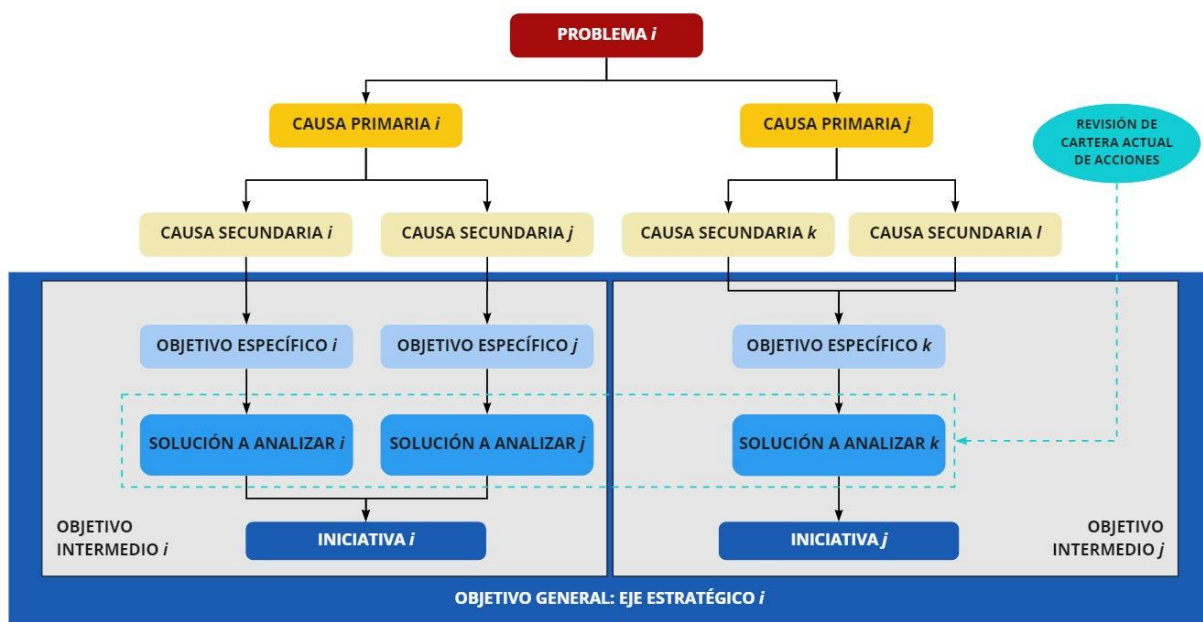 PROBLEMA i
CAUSA PRIMARIA i
CAUSA PRIMARIA j
REVISIÓN DE
CARTERA ACTUAL
DE ACCIONES
CAUSA SECUNDARIA i
CAUSA SECUNDARIA j
CAUSA SECUNDARIA k
CAUSA SECUNDARIA l
OBJETIVO ESPECÍFICO i
OBJETIVO ESPECÍFICO j
OBJETIVO ESPECÍFICO k
SOLUCIÓN A ANALIZAR i
SOLUCIÓN A ANALIZAR j
SOLUCIÓN A ANALIZAR k
OBJETIVO
INTERMEDIO i
INICIATIVA i
INICIATIVA j
OBJETIVO
INTERMEDIO j
OBJETIVO GENERAL: EJE ESTRATÉGICO i